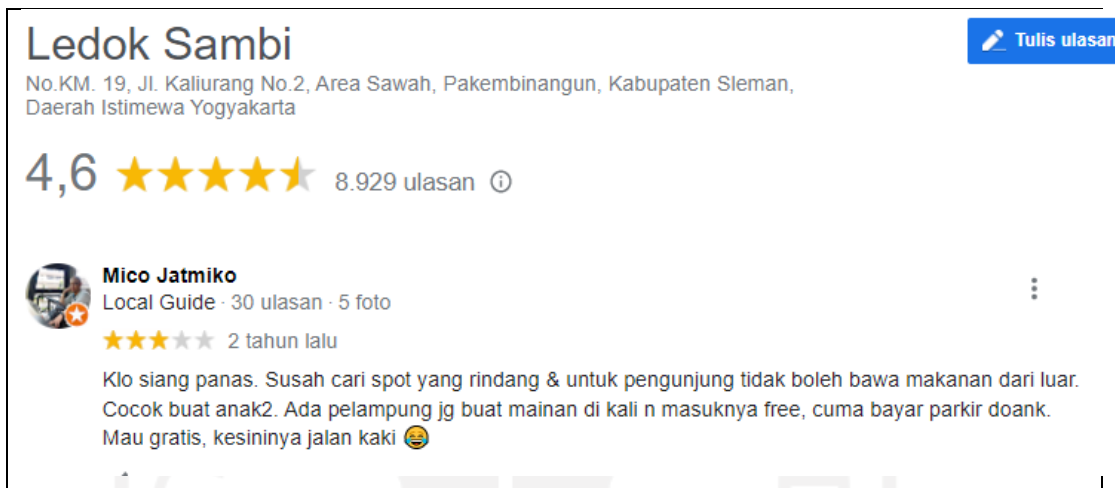 Ledok Sambi
Tulis ulasan
No.KM. 19, Jl. Kaliurang No.2, Area Sawah, Pakembinangun, Kabupaten Sleman,
Daerah Istimewa Yogyakarta
4,6 8.929 ulasan
Mico Jatmiko
Local Guide · 30 ulasan · 5 foto
2 tahun lalu
Klo siang panas. Susah cari spot yang rindang & untuk pengunjung tidak boleh bawa makanan dari luar.
Cocok buat anak2. Ada pelampung jg buat mainan di kali n masuknya free, cuma bayar parkir doank.
Mau gratis, kesininya jalan kaki 😂